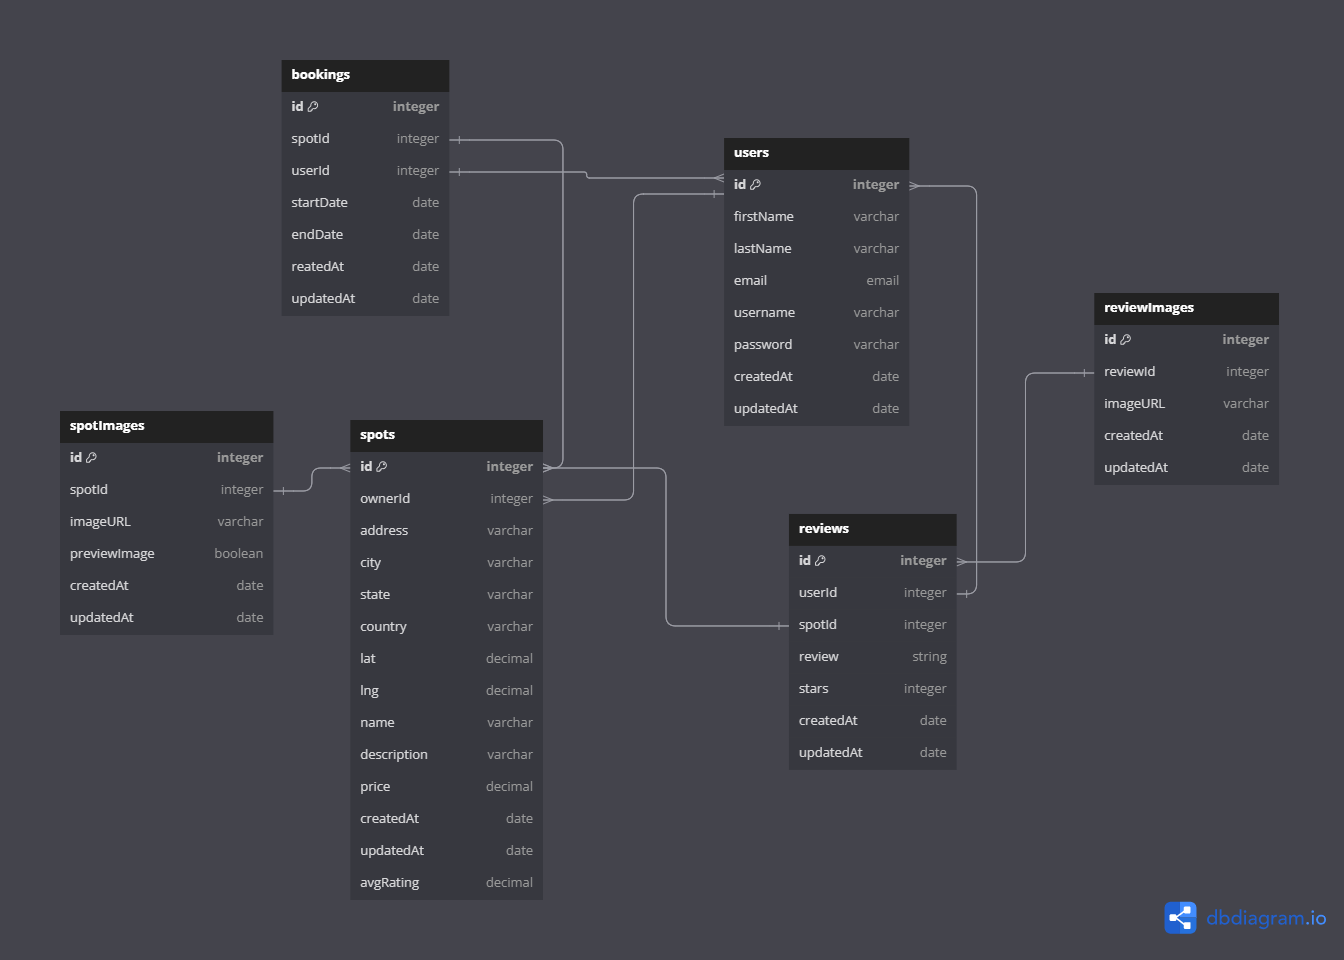 bookings
id integer
spotId integer
userId integer
startDate date
endDate date
reatedAt date
updatedAt date
users
id integer
firstName varchar
lastName varchar
email email
username varchar
password varchar
createdAt date
updatedAt date
reviewImages
id integer
reviewId integer
imageURL varchar
createdAt date
updatedAt date
spotImages
id integer
spotId integer
imageURL varchar
previewImage boolean
createdAt date
updatedAt date
spots
id integer
ownerId integer
address varchar
city varchar
state varchar
country varchar
lat decimal
lng decimal
name varchar
description varchar
price decimal
createdAt date
updatedAt date
avgRating decimal
reviews
id integer
userId integer
spotId integer
review string
stars integer
createdAt date
updatedAt date
dbdiagram.io